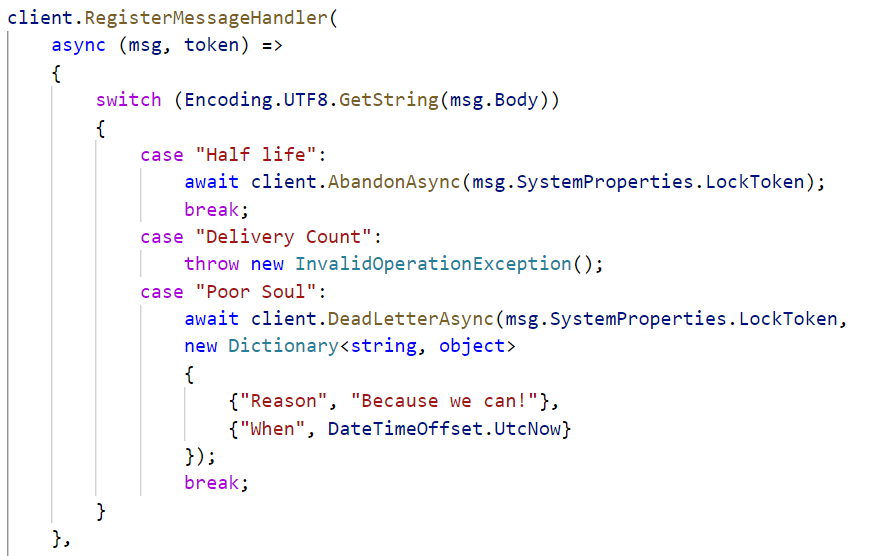 client.RegisterMessageHandler(
    async (msg, token) =>
    {
        switch (Encoding.UTF8.GetString(msg.Body))
        {
            case "Half life":
                await client.AbandonAsync(msg.SystemProperties.LockToken);
                break;
            case "Delivery Count":
                throw new InvalidOperationException();
            case "Poor Soul":
                await client.DeadLetterAsync(msg.SystemProperties.LockToken,
                new Dictionary<string, object>
                {
                    {"Reason", "Because we can!"},
                    {"When", DateTimeOffset.UtcNow}
                });
                break;
        }
    },